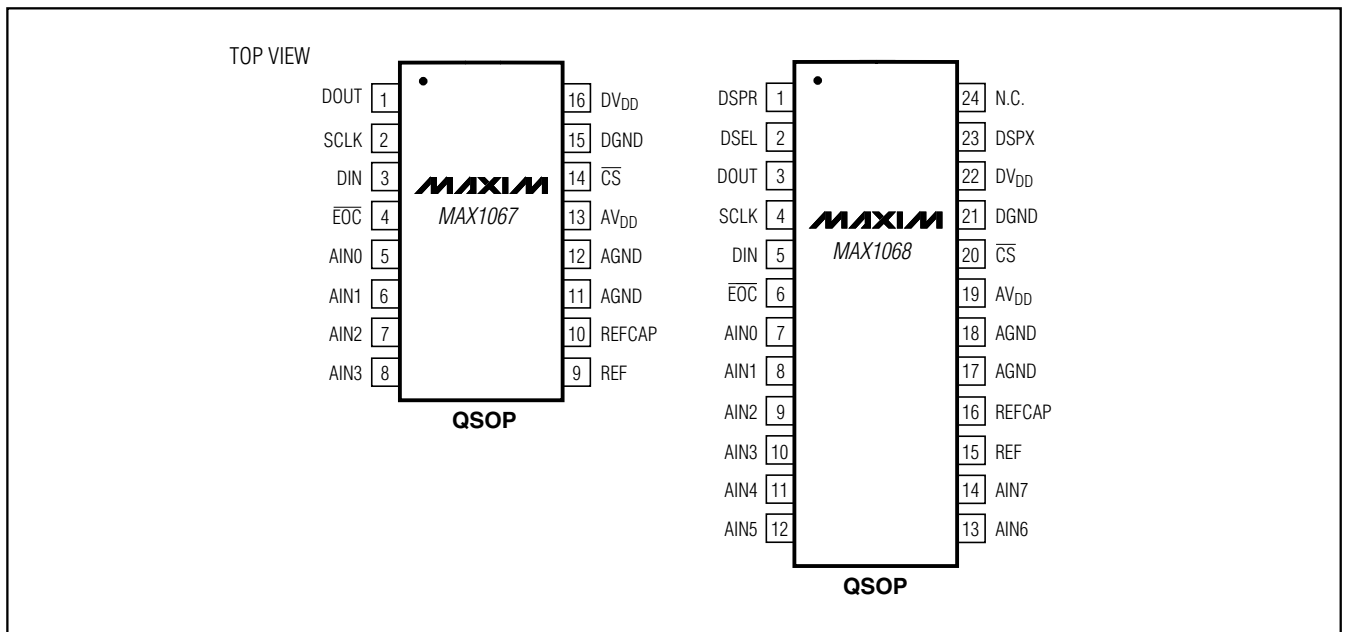 TOP VIEW
DOUT 1
SCLK 2
DIN 3
E̅O̅C̅ 4
AIN0 5
AIN1 6
AIN2 7
AIN3 8
MAXIM
MAX1067
16 DVDD
15 DGND
14 C̅S̅
13 AVDD
12 AGND
11 AGND
10 REFCAP
9 REF
QSOP
DSPR 1
DSEL 2
DOUT 3
SCLK 4
DIN 5
E̅O̅C̅ 6
AIN0 7
AIN1 8
AIN2 9
AIN3 10
AIN4 11
AIN5 12
MAXIM
MAX1068
24 N.C.
23 DSPX
22 DVDD
21 DGND
20 C̅S̅
19 AVDD
18 AGND
17 AGND
16 REFCAP
15 REF
14 AIN7
13 AIN6
QSOP